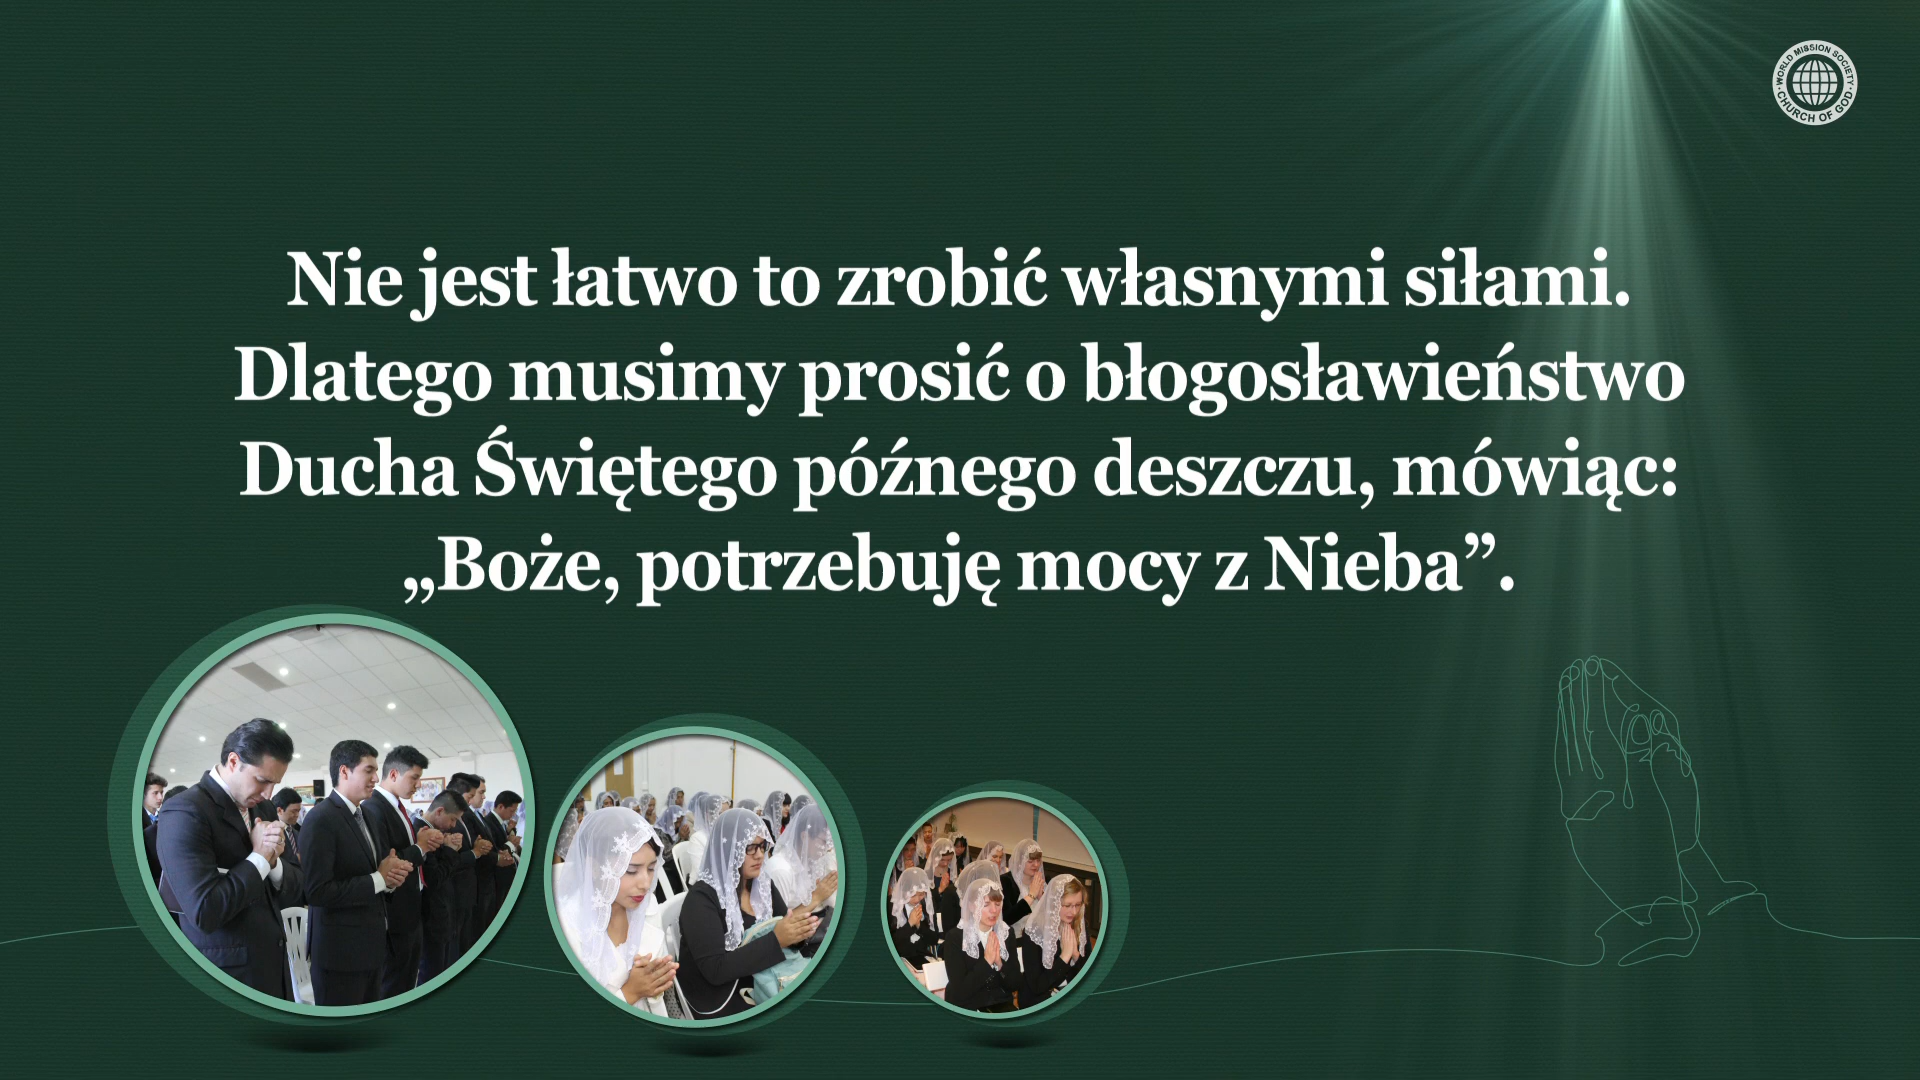 WORLD MISSION SOCIETY
CHURCH OF GOD
Nie jest łatwo to zrobić własnymi siłami.
Dlatego musimy prosić o błogosławieństwo
Ducha Świętego późnego deszczu, mówiąc:
„Boże, potrzebuję mocy z Nieba”.